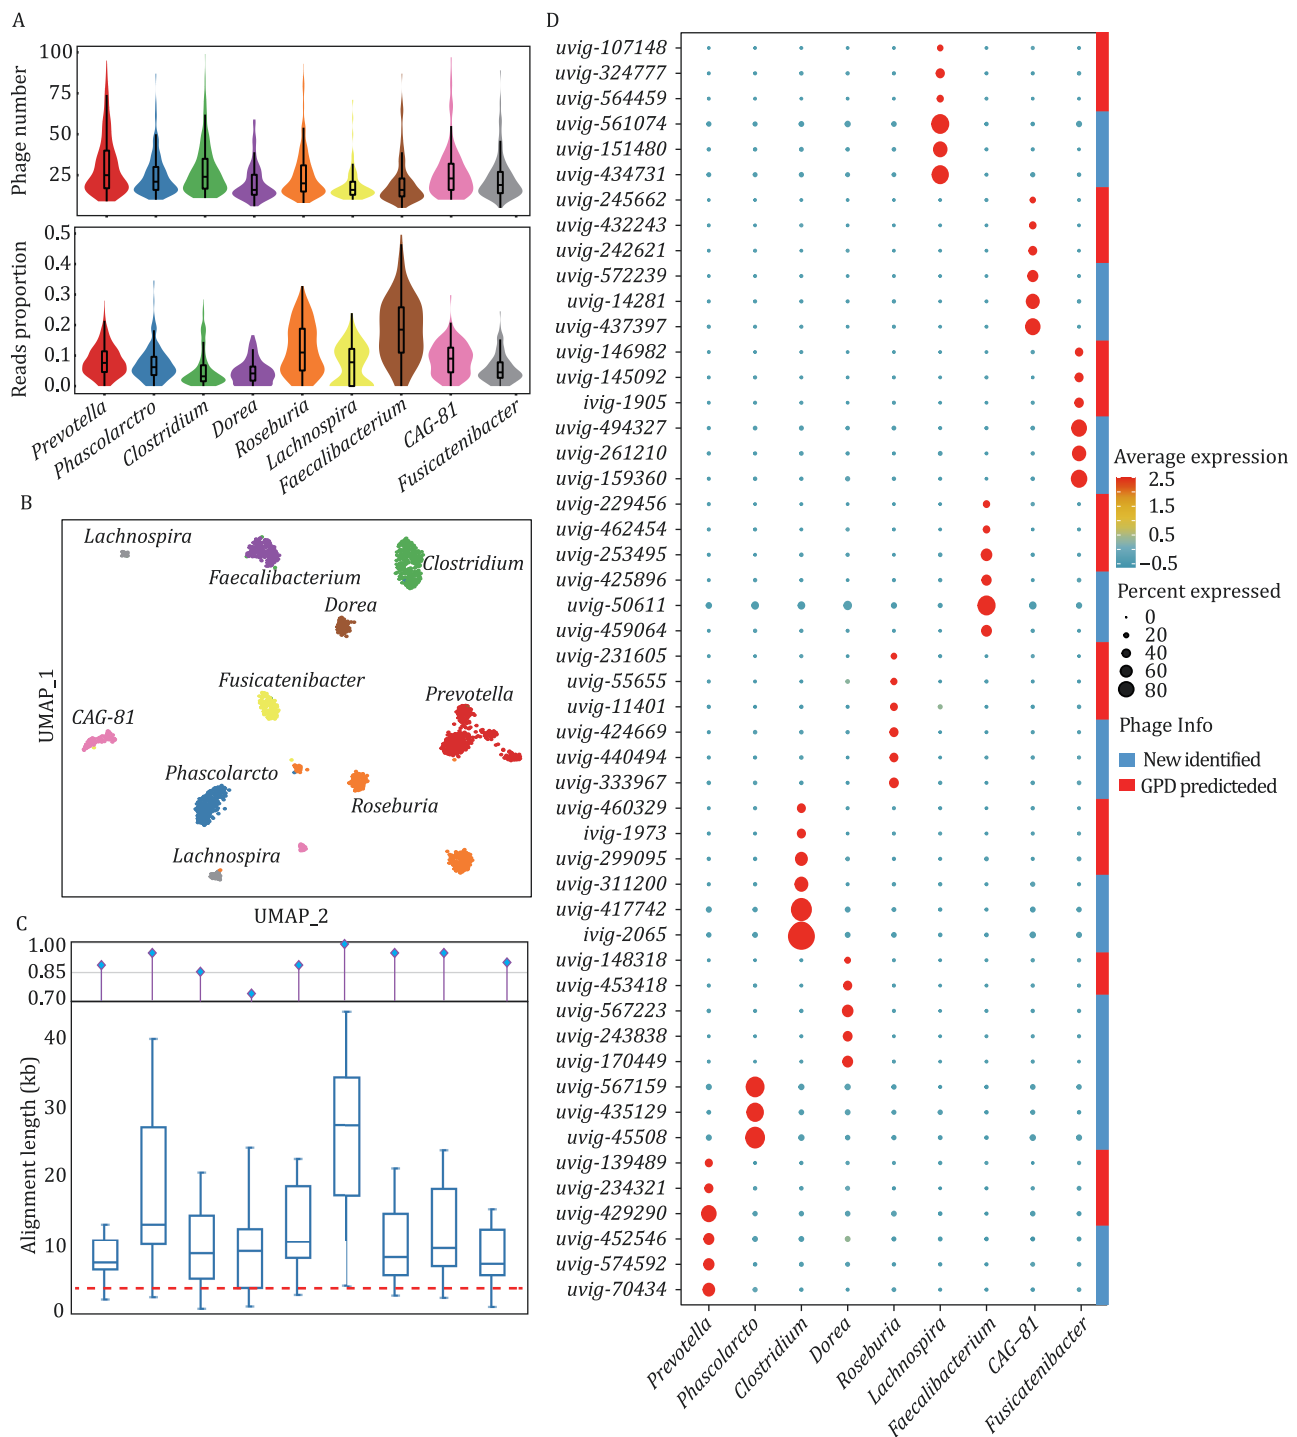 A
Phage number
100
75
50
25
Reads proportion
0.5
0.4
0.3
0.2
0.1
0.0
Prevotella
Phascolarctro
Clostridium
Dorea
Roseburia
Lachnospira
Faecalibacterium
CAG-81
Fusicatenibacter
B
UMAP_1
Lachnospira
Faecalibacterium
Clostridium
Dorea
Fusicatenibacter
Prevotella
CAG-81
Phascolarcto
Roseburia
Lachnospira
UMAP_2
C
1.00
0.85
0.70
Alignment length (kb)
40
30
20
10
0
D
uvig-107148
uvig-324777
uvig-564459
uvig-561074
uvig-151480
uvig-434731
uvig-245662
uvig-432243
uvig-242621
uvig-572239
uvig-14281
uvig-437397
uvig-146982
uvig-145092
ivig-1905
uvig-494327
uvig-261210
uvig-159360
uvig-229456
uvig-462454
uvig-253495
uvig-425896
uvig-50611
uvig-459064
uvig-231605
uvig-55655
uvig-11401
uvig-424669
uvig-440494
uvig-333967
uvig-460329
ivig-1973
uvig-299095
uvig-311200
uvig-417742
ivig-2065
uvig-148318
uvig-453418
uvig-567223
uvig-243838
uvig-170449
uvig-567159
uvig-435129
uvig-45508
uvig-139489
uvig-234321
uvig-429290
uvig-452546
uvig-574592
uvig-70434
Prevotella
Phascolarcto
Clostridium
Dorea
Roseburia
Lachnospira
Faecalibacterium
CAG-81
Fusicatenibacter
Average expression
2.5
1.5
0.5
−0.5
Percent expressed
0
20
40
60
80
Phage Info
New identified
GPD predicteded